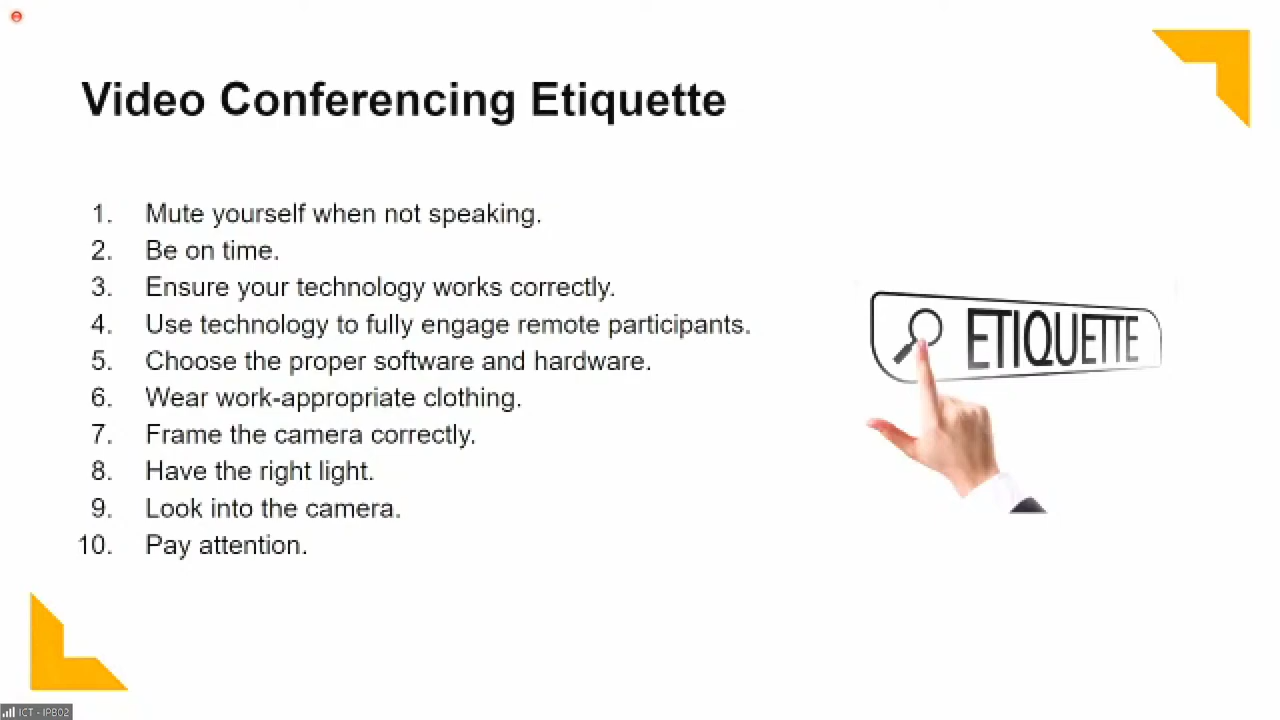 Video Conferencing Etiquette
1. Mute yourself when not speaking.
2. Be on time.
3. Ensure your technology works correctly.
4. Use technology to fully engage remote participants.
5. Choose the proper software and hardware.
6. Wear work-appropriate clothing.
7. Frame the camera correctly.
8. Have the right light.
9. Look into the camera.
10. Pay attention.
ETIQUETTE
ICT - IPB02